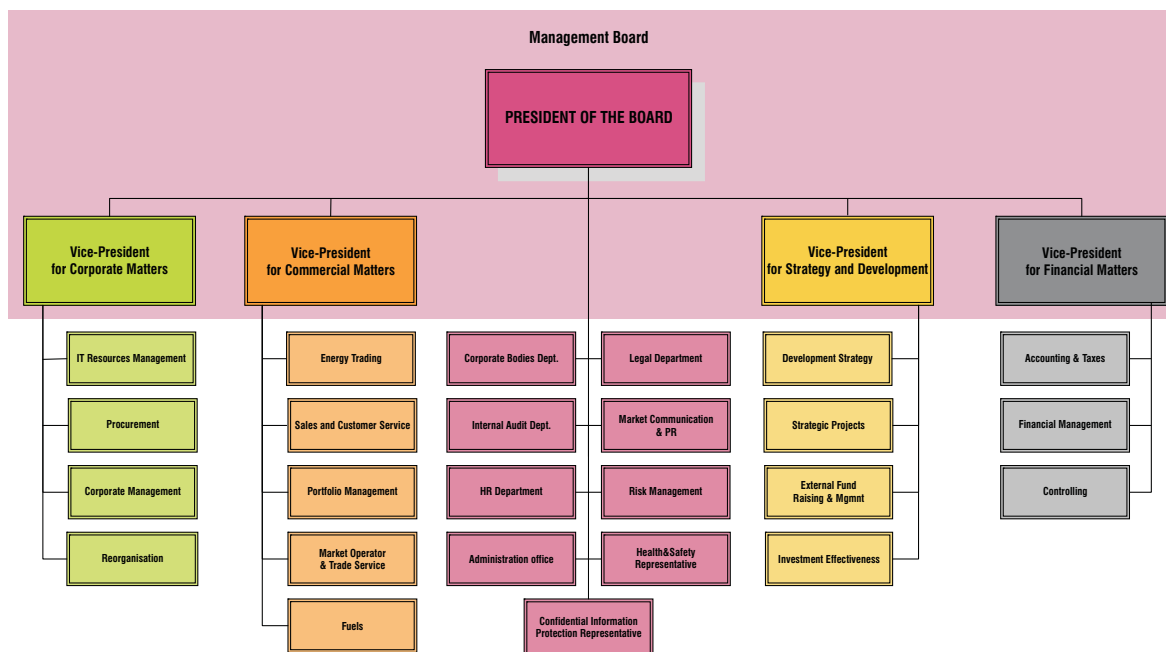 Management Board
PRESIDENT OF THE BOARD
Vice-President
for Corporate Matters
Vice-President
for Commercial Matters
Vice-President
for Strategy and Development
Vice-President
for Financial Matters
IT Resources Management
Procurement
Corporate Management
Reorganisation
Energy Trading
Sales and Customer Service
Portfolio Management
Market Operator
& Trade Service
Fuels
Corporate Bodies Dept.
Internal Audit Dept.
HR Department
Administration office
Legal Department
Market Communication
& PR
Risk Management
Health&Safety
Representative
Confidential Information
Protection Representative
Development Strategy
Strategic Projects
External Fund
Raising & Mgmnt
Investment Effectiveness
Accounting & Taxes
Financial Management
Controlling